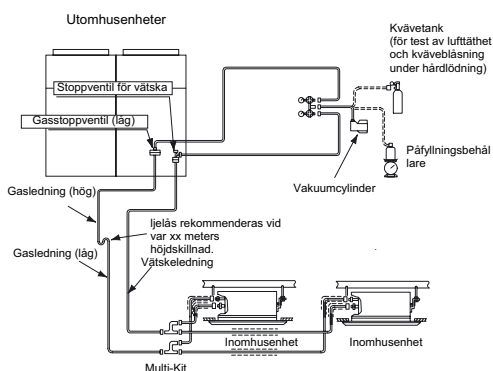 Utomhusenheter
Kvävetank
(för test av lufttäthet
och kväveblåsning
under hårdlödning)
Stoppventil för vätska
Gasstoppventil (låg)
Påfyllningsbehål
lare
Vakuumcylinder
Gasledning (hög)
ljelås rekommenderas vid
var xx meters
höjdskillnad.
Gasledning (låg)
Vätskeledning
Inomhusenhet
Inomhusenhet
Multi-Kit